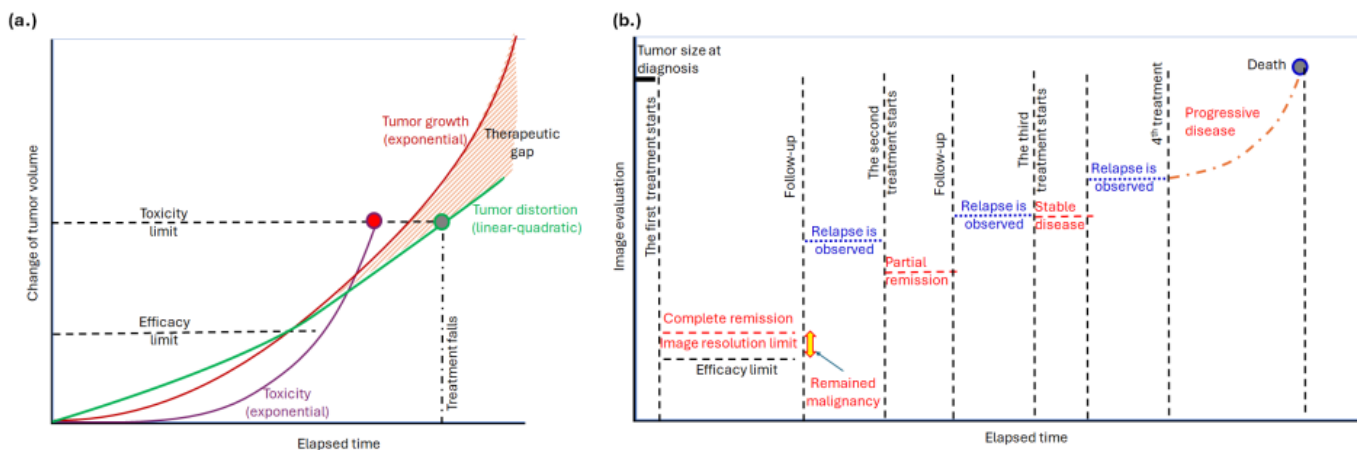 (a.)
Change of tumor volume
Tumor growth
(exponential)
Therapeutic
gap
Toxicity
limit
Tumor distortion
(linear-quadratic)
Efficacy
limit
Toxicity
(exponential)
Treatment fails
Elapsed time
(b.)
Image evaluation
Tumor size at
diagnosis
The first treatment starts
Follow-up
The second
treatment starts
Follow-up
The third
treatment starts
4th treatment
Death
Progressive
disease
Relapse is
observed
Relapse is
observed
Stable
disease
Relapse is
observed
Partial
remission
Complete remission
Image resolution limit
Efficacy limit
Remained
malignancy
Elapsed time